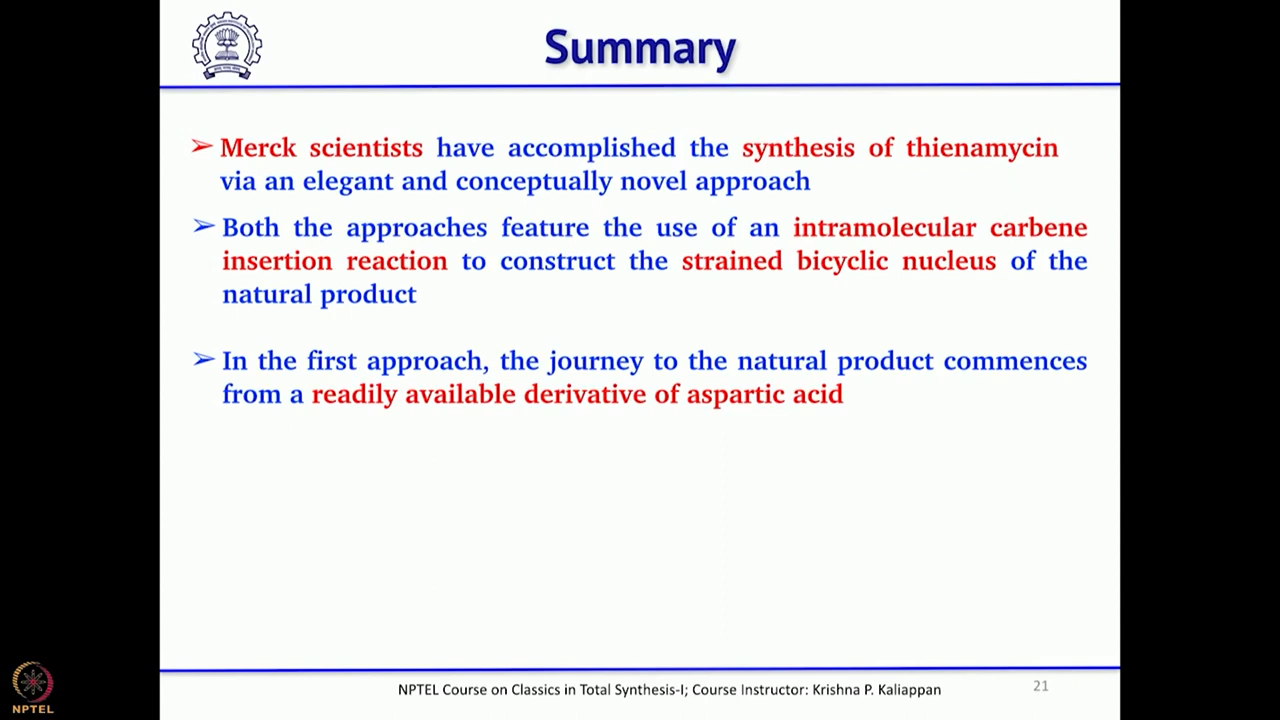 Summary
➢ Merck scientists have accomplished the synthesis of thienamycin
via an elegant and conceptually novel approach
➢ Both the approaches feature the use of an intramolecular carbene
insertion reaction to construct the strained bicyclic nucleus of the
natural product
➢ In the first approach, the journey to the natural product commences
from a readily available derivative of aspartic acid
NPTEL
NPTEL Course on Classics in Total Synthesis-I; Course Instructor: Krishna P. Kaliappan
21